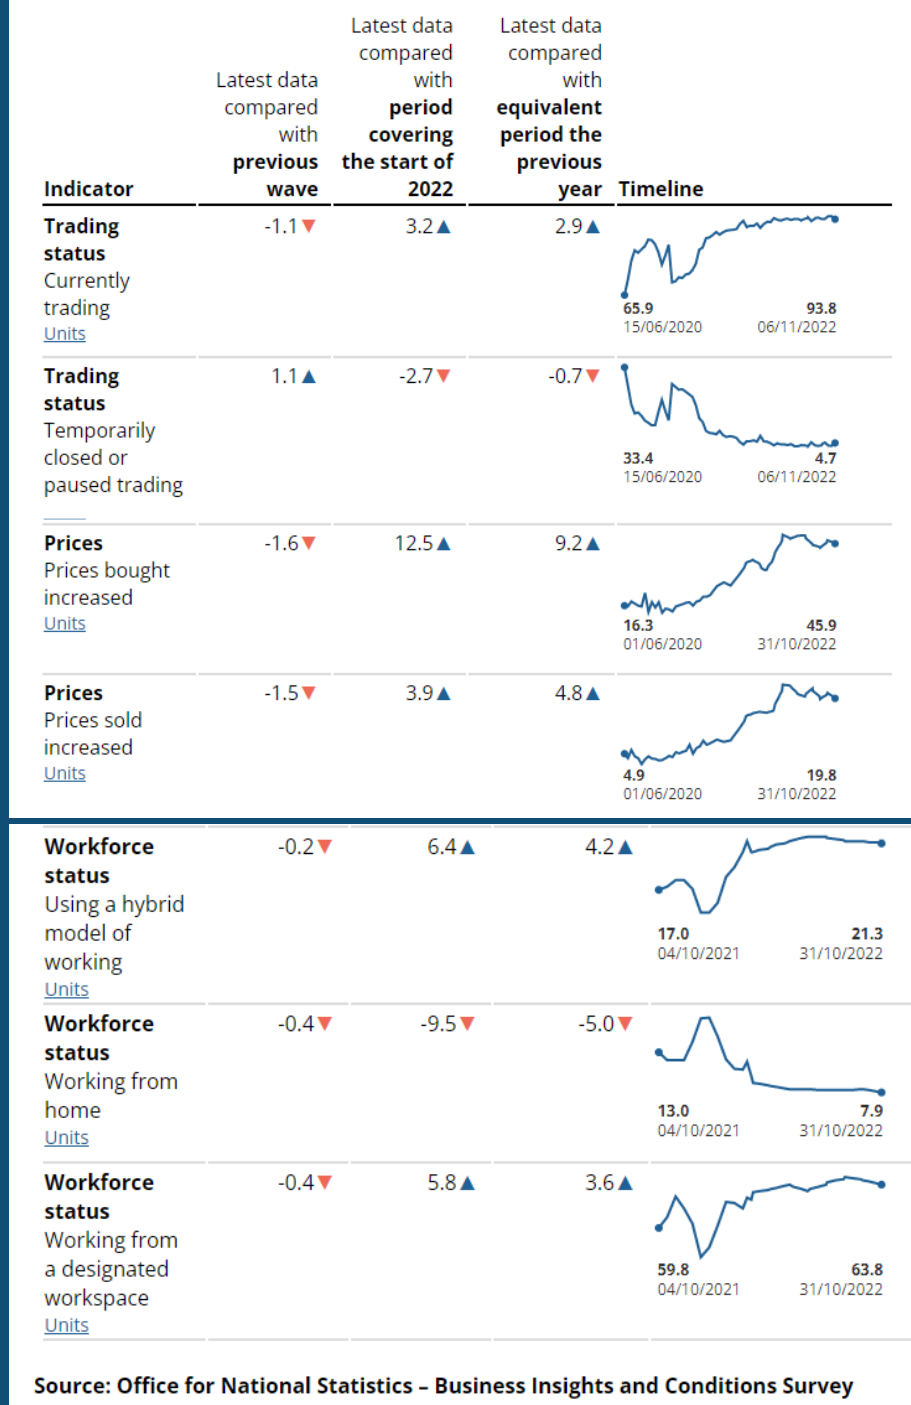 Latest data
compared
with
previous
wave
Latest data
compared
with
period
covering
the start of
2022
Latest data
compared
with
equivalent
period the
previous
year
Indicator
Timeline
Trading
status
Currently
trading
Units
-1.1▼
3.2▲
2.9▲
65.9
15/06/2020
93.8
06/11/2022
Trading
status
Temporarily
closed or
paused trading
1.1▲
-2.7▼
-0.7▼
33.4
15/06/2020
4.7
06/11/2022
Prices
Prices bought
increased
Units
-1.6▼
12.5▲
9.2▲
16.3
01/06/2020
45.9
31/10/2022
Prices
Prices sold
increased
Units
-1.5▼
3.9▲
4.8▲
4.9
01/06/2020
19.8
31/10/2022
Workforce
status
Using a hybrid
model of
working
Units
-0.2▼
6.4▲
4.2▲
17.0
04/10/2021
21.3
31/10/2022
Workforce
status
Working from
home
Units
-0.4▼
-9.5▼
-5.0▼
13.0
04/10/2021
7.9
31/10/2022
Workforce
status
Working from
a designated
workspace
Units
-0.4▼
5.8▲
3.6▲
59.8
04/10/2021
63.8
31/10/2022
Source: Office for National Statistics – Business Insights and Conditions Survey